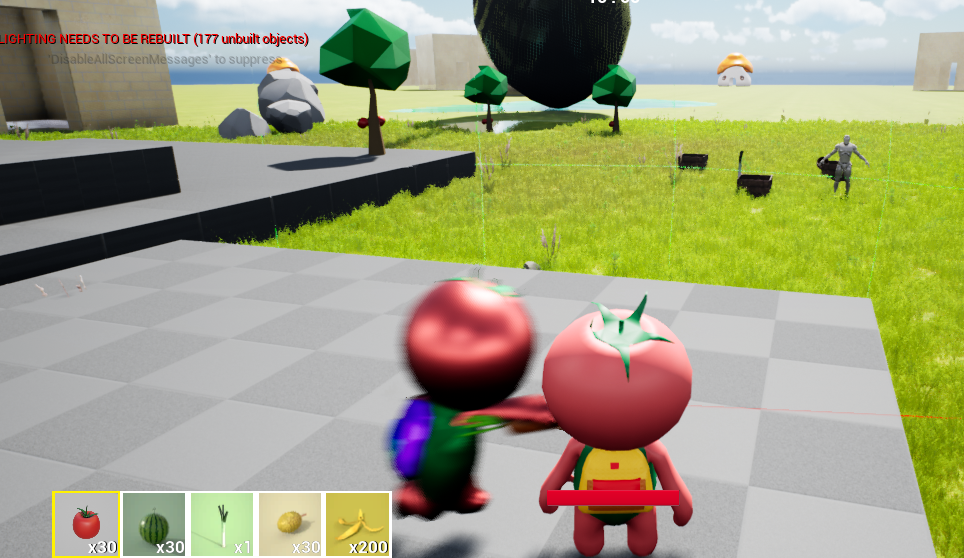 LIGHTING NEEDS TO BE REBUILT (177 unbuilt objects)
'DisableAllScreenMessages' to suppress
x30
x30
x1
x30
x200